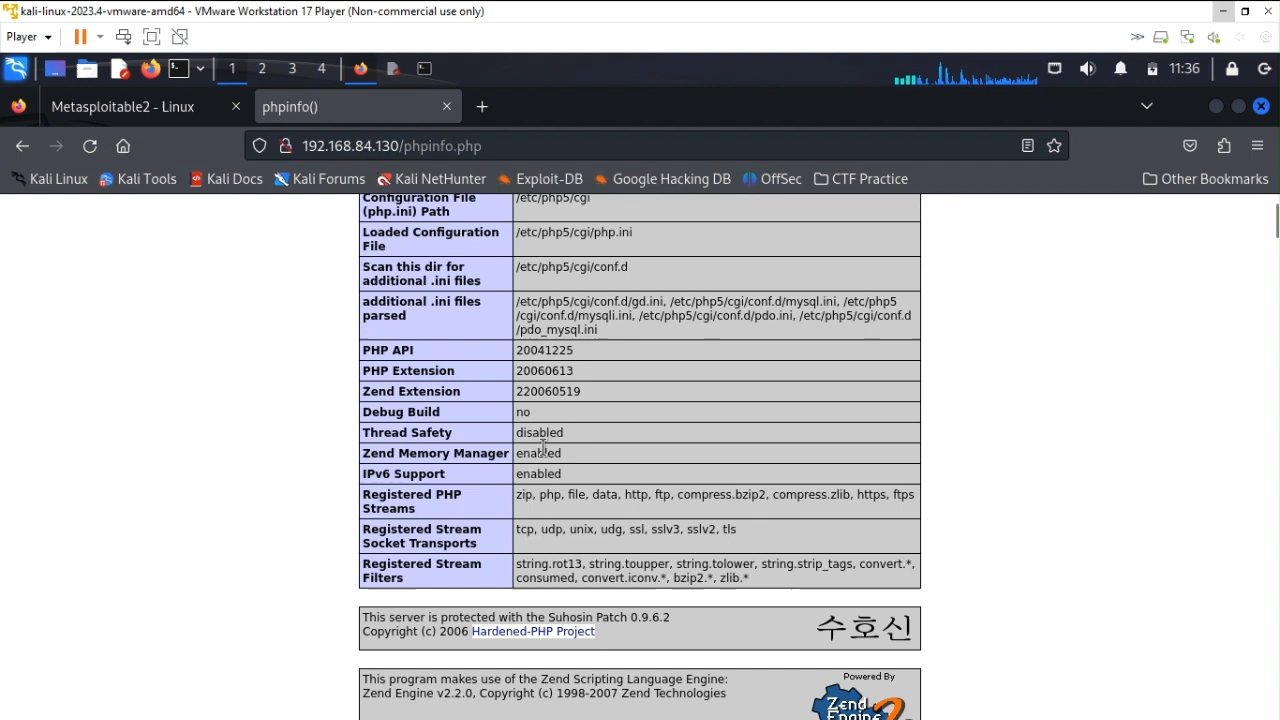 kali-linux-2023.4-vmware-amd64 - VMware Workstation 17 Player (Non-commercial use only)
Player
1 2 3 4
11:36
Metasploitable2 - Linux
phpinfo()
192.168.84.130/phpinfo.php
Kali Linux
Kali Tools
Kali Docs
Kali Forums
Kali NetHunter
Exploit-DB
Google Hacking DB
OffSec
CTF Practice
Other Bookmarks
Configuration File /etc/php5/cgi
(php.ini) Path
Loaded Configuration /etc/php5/cgi/php.ini
File
Scan this dir for /etc/php5/cgi/conf.d
additional .ini files
additional .ini files /etc/php5/cgi/conf.d/gd.ini, /etc/php5/cgi/conf.d/mysql.ini, /etc/php5
parsed /cgi/conf.d/mysqli.ini, /etc/php5/cgi/conf.d/pdo.ini, /etc/php5/cgi/conf.d
/pdo_mysql.ini
PHP API 20041225
PHP Extension 20060613
Zend Extension 220060519
Debug Build no
Thread Safety disabled
Zend Memory Manager enabled
IPv6 Support enabled
Registered PHP zip, php, file, data, http, ftp, compress.bzip2, compress.zlib, https, ftps
Streams
Registered Stream tcp, udp, unix, udg, ssl, sslv3, sslv2, tls
Socket Transports
Registered Stream string.rot13, string.toupper, string.tolower, string.strip_tags, convert.*,
Filters consumed, convert.iconv.*, bzip2.*, zlib.*
This server is protected with the Suhosin Patch 0.9.6.2
Copyright (c) 2006 Hardened-PHP Project
수호신
This program makes use of the Zend Scripting Language Engine:
Zend Engine v2.2.0, Copyright (c) 1998-2007 Zend Technologies
Powered By
Zend
Engine 2